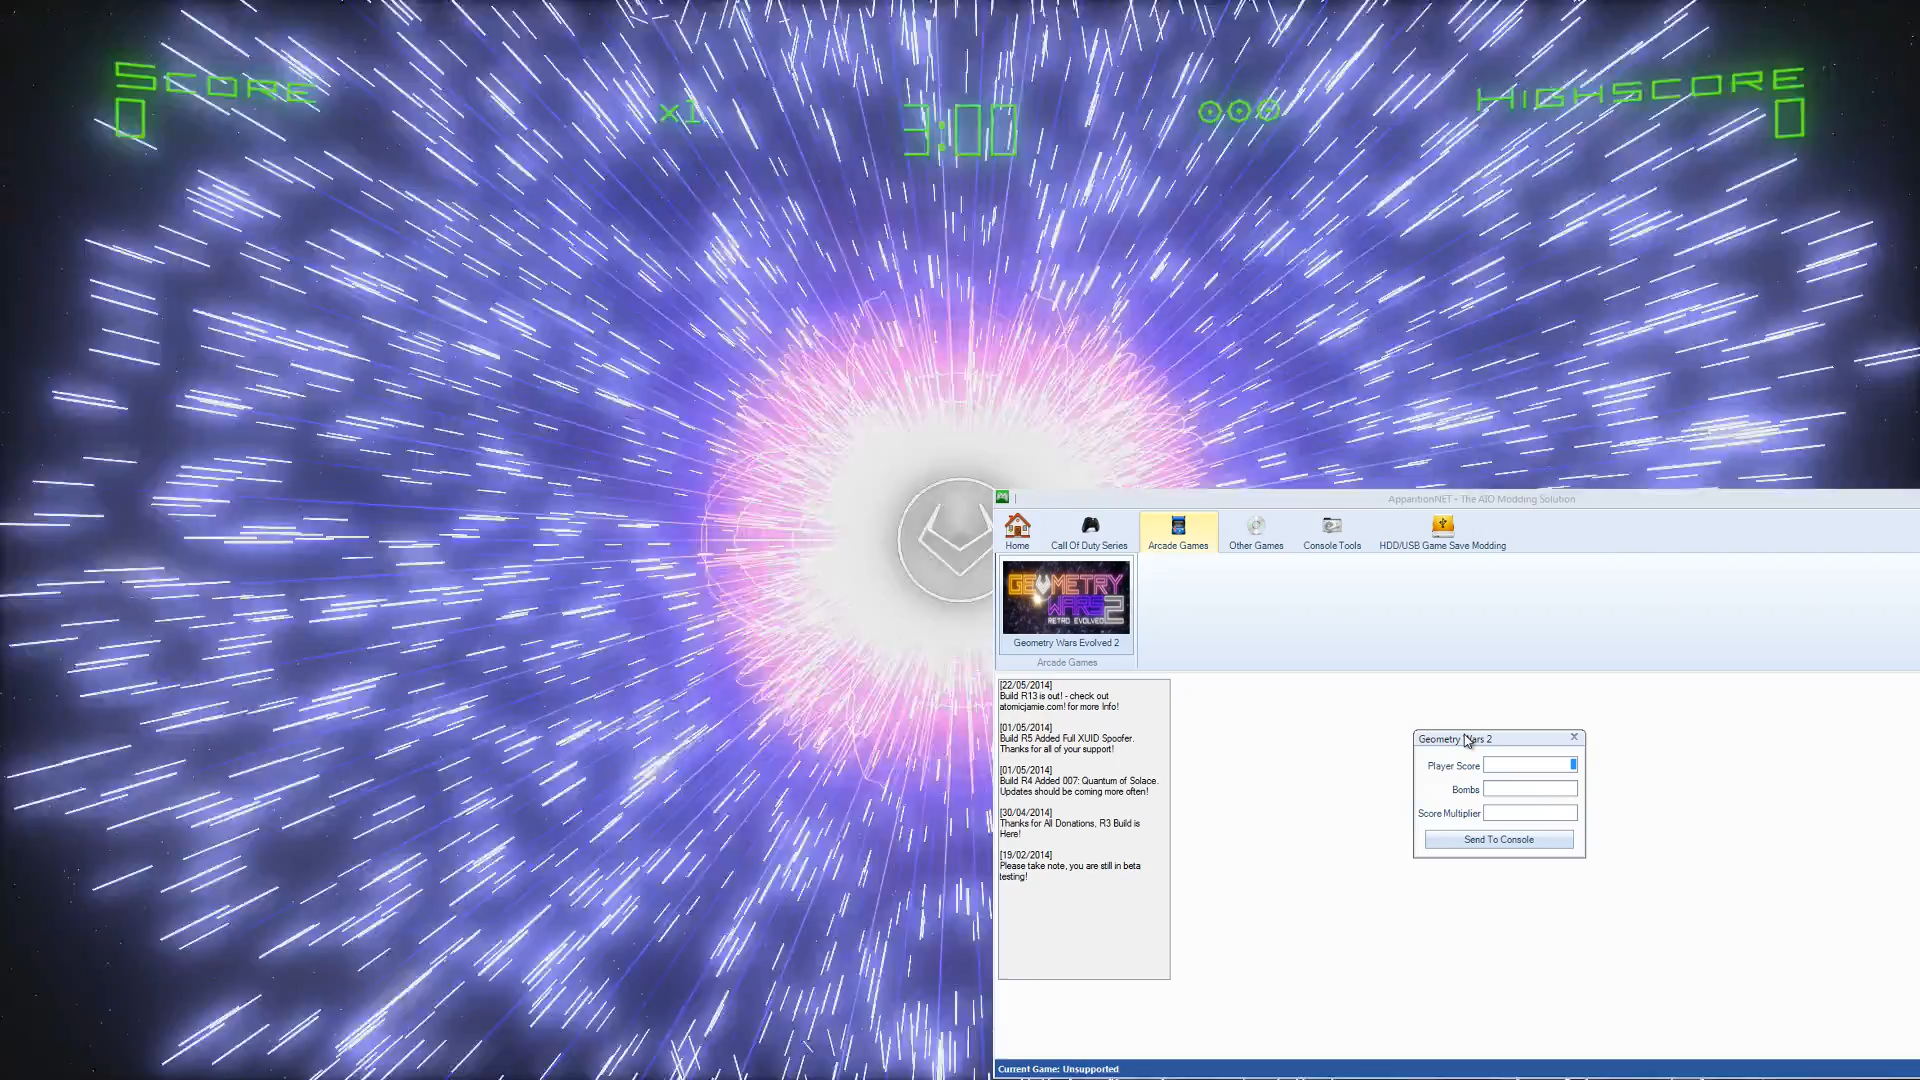 SCORE
0
x1
3:00
HIGHSCORE
0
ApparitionNET - The AIO Modding Solution
Home
Call Of Duty Series
Arcade Games
Other Games
Console Tools
HDD/USB Game Save Modding
GEOMETRY
WARS 2
RETRO EVOLVED 2
Geometry Wars Evolved 2
Arcade Games
[22/05/2014]
Build R13 is out! - check out
atomicjamie.com! for more Info!
[01/05/2014]
Build R5 Added Full XUID Spoofer.
Thanks for all of your support!
[01/05/2014]
Build R4 Added 007: Quantum of Solace.
Updates should be coming more often!
[30/04/2014]
Thanks for All Donations, R3 Build is
Here!
[19/02/2014]
Please take note, you are still in beta
testing!
Geometry Wars 2
Player Score
Bombs
Score Multiplier
Send To Console
Current Game: Unsupported